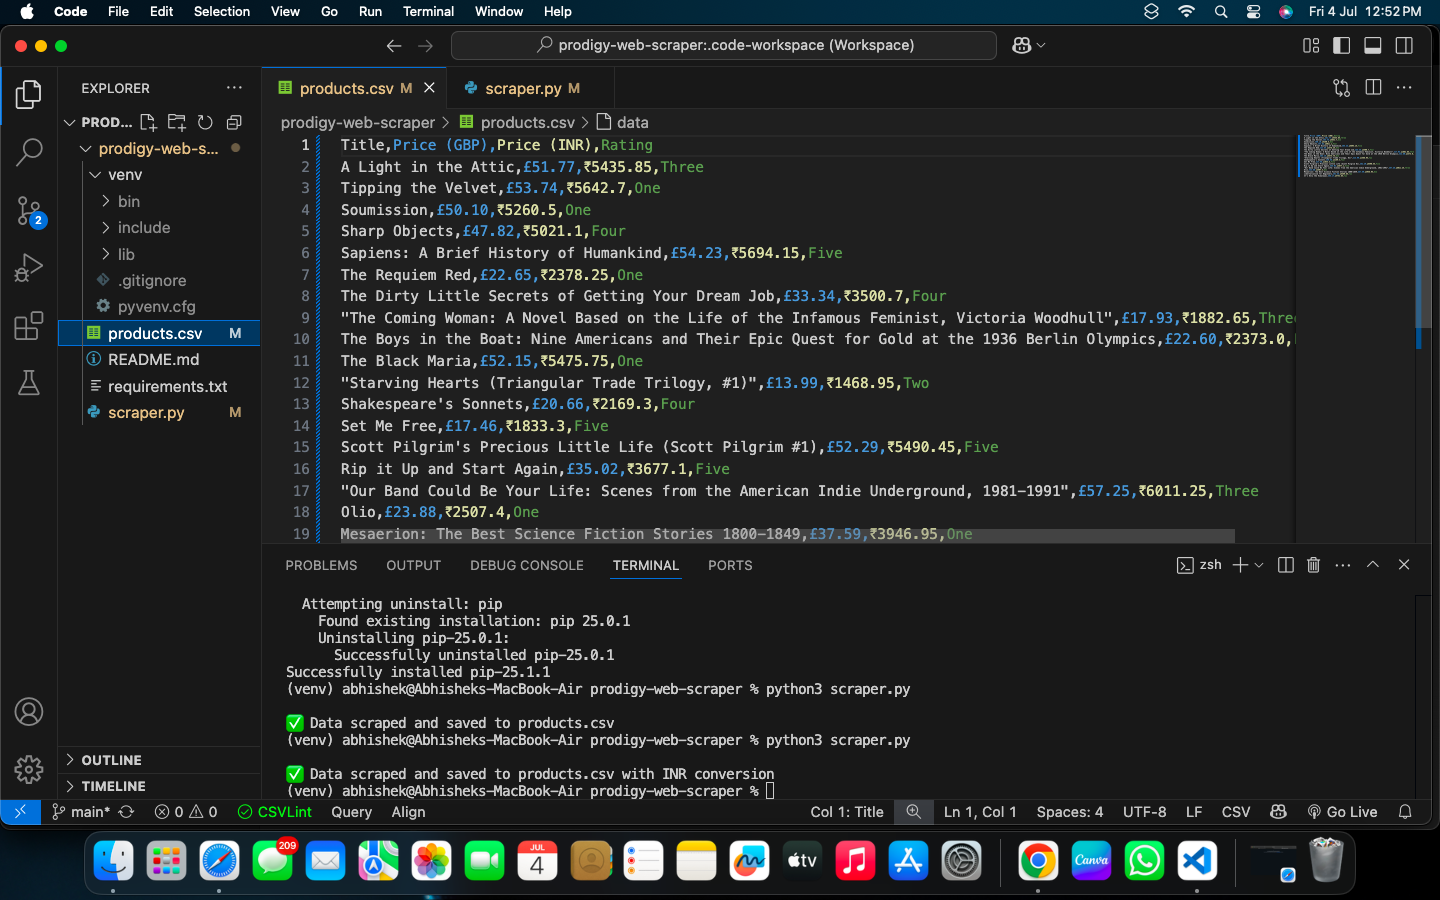 Code File Edit Selection View Go Run Terminal Window Help Fri 4 Jul 12:52 PM
prodigy-web-scraper:.code-workspace (Workspace)
EXPLORER
PROD...
prodigy-web-s...
venv
bin
include
lib
.gitignore
pyvenv.cfg
products.csv M
README.md
requirements.txt
scraper.py M
OUTLINE
TIMELINE
2
products.csv M
scraper.py M
prodigy-web-scraper > products.csv > data
1 Title,Price (GBP),Price (INR),Rating
2 A Light in the Attic,£51.77,₹5435.85,Three
3 Tipping the Velvet,£53.74,₹5642.7,One
4 Soumission,£50.10,₹5260.5,One
5 Sharp Objects,£47.82,₹5021.1,Four
6 Sapiens: A Brief History of Humankind,£54.23,₹5694.15,Five
7 The Requiem Red,£22.65,₹2378.25,One
8 The Dirty Little Secrets of Getting Your Dream Job,£33.34,₹3500.7,Four
9 "The Coming Woman: A Novel Based on the Life of the Infamous Feminist, Victoria Woodhull",£17.93,₹1882.65,Three
10 The Boys in the Boat: Nine Americans and Their Epic Quest for Gold at the 1936 Berlin Olympics,£22.60,₹2373.0,
11 The Black Maria,£52.15,₹5475.75,One
12 "Starving Hearts (Triangular Trade Trilogy, #1)",£13.99,₹1468.95,Two
13 Shakespeare's Sonnets,£20.66,₹2169.3,Four
14 Set Me Free,£17.46,₹1833.3,Five
15 Scott Pilgrim's Precious Little Life (Scott Pilgrim #1),£52.29,₹5490.45,Five
16 Rip it Up and Start Again,£35.02,₹3677.1,Five
17 "Our Band Could Be Your Life: Scenes from the American Indie Underground, 1981-1991",£57.25,₹6011.25,Three
18 Olio,£23.88,₹2507.4,One
19 Mesaerion: The Best Science Fiction Stories 1800-1849,£37.59,₹3946.95,One
PROBLEMS OUTPUT DEBUG CONSOLE TERMINAL PORTS zsh
Attempting uninstall: pip
Found existing installation: pip 25.0.1
Uninstalling pip-25.0.1:
Successfully uninstalled pip-25.0.1
Successfully installed pip-25.1.1
(venv) abhishek@Abhisheks-MacBook-Air prodigy-web-scraper % python3 scraper.py
✅ Data scraped and saved to products.csv
(venv) abhishek@Abhisheks-MacBook-Air prodigy-web-scraper % python3 scraper.py
✅ Data scraped and saved to products.csv with INR conversion
(venv) abhishek@Abhisheks-MacBook-Air prodigy-web-scraper %
main* 0 0 CSVLint Query Align Col 1: Title Ln 1, Col 1 Spaces: 4 UTF-8 LF CSV Go Live
209
JUL
4
tv
Canva